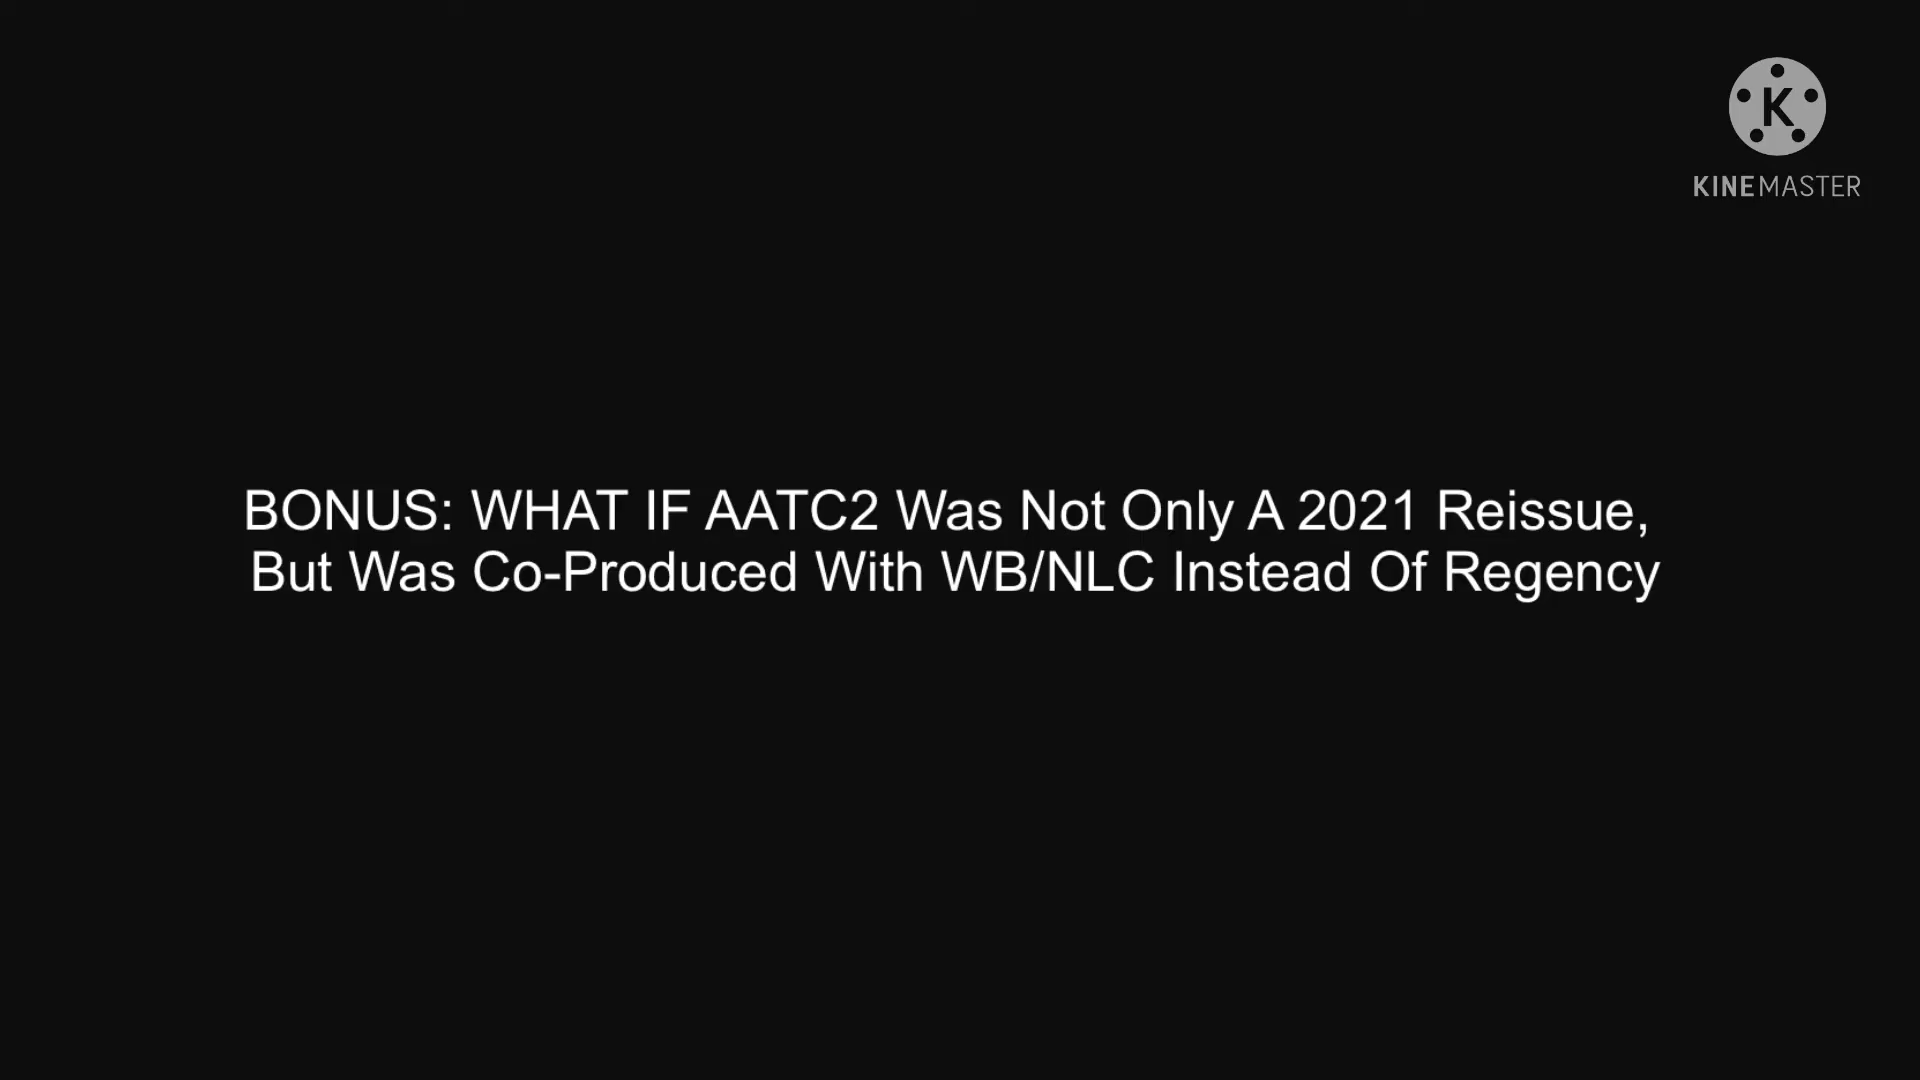 K
KINEMASTER
BONUS: WHAT IF AATC2 Was Not Only A 2021 Reissue,
But Was Co-Produced With WB/NLC Instead Of Regency